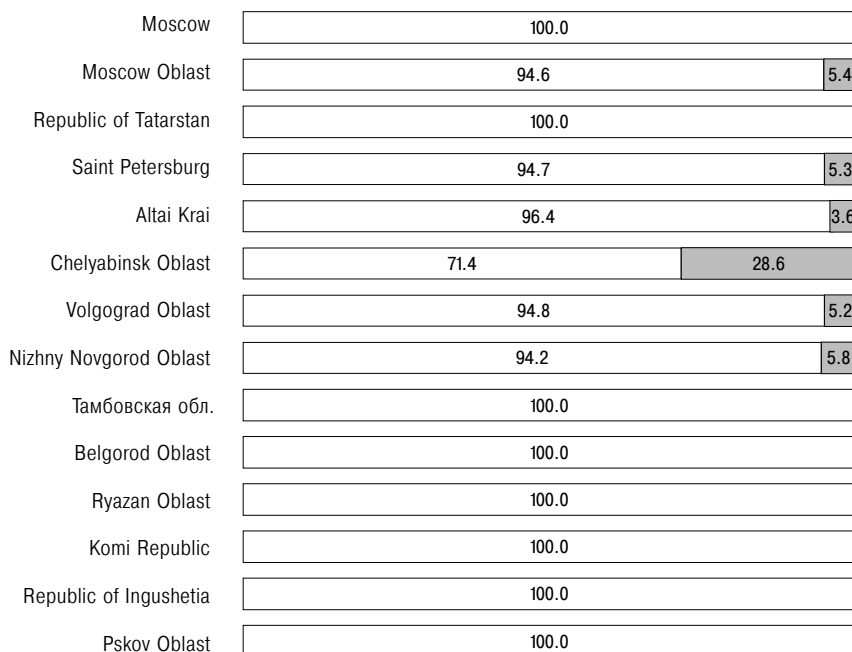 Moscow 100.0
Moscow Oblast 94.6 5.4
Republic of Tatarstan 100.0
Saint Petersburg 94.7 5.3
Altai Krai 96.4 3.6
Chelyabinsk Oblast 71.4 28.6
Volgograd Oblast 94.8 5.2
Nizhny Novgorod Oblast 94.2 5.8
Тамбовская обл. 100.0
Belgorod Oblast 100.0
Ryazan Oblast 100.0
Komi Republic 100.0
Republic of Ingushetia 100.0
Pskov Oblast 100.0